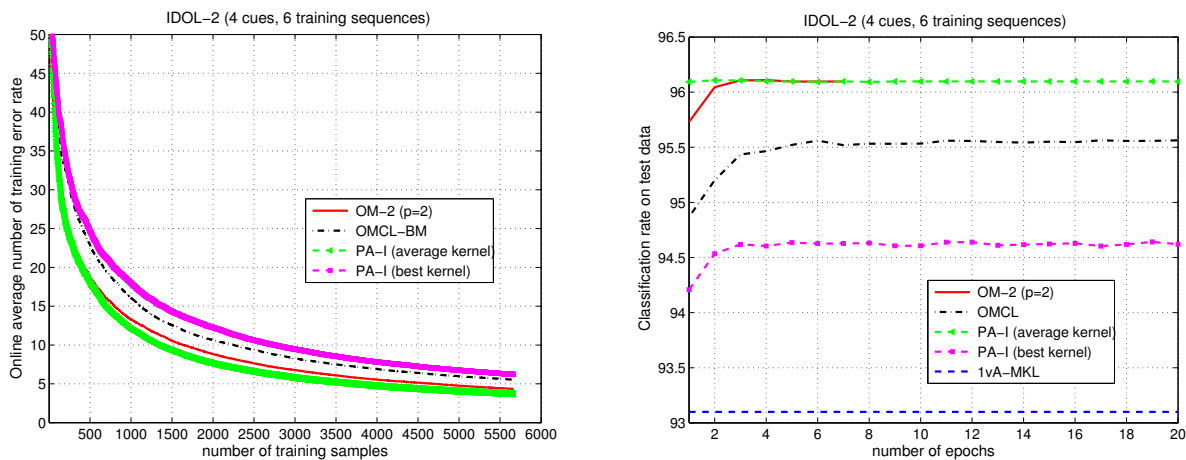 IDOL−2 (4 cues, 6 training sequences)
Online average number of training error rate
50
45
40
35
30
25
20
15
10
5
0
OM−2 (p=2)
OMCL−BM
PA−I (average kernel)
PA−I (best kernel)
500 1000 1500 2000 2500 3000 3500 4000 4500 5000 5500 6000
number of training samples
IDOL−2 (4 cues, 6 training sequences)
Classification rate on test data
96.5
96
95.5
95
94.5
94
93.5
93
OM−2 (p=2)
OMCL
PA−I (average kernel)
PA−I (best kernel)
1vA−MKL
2 4 6 8 10 12 14 16 18 20
number of epochs